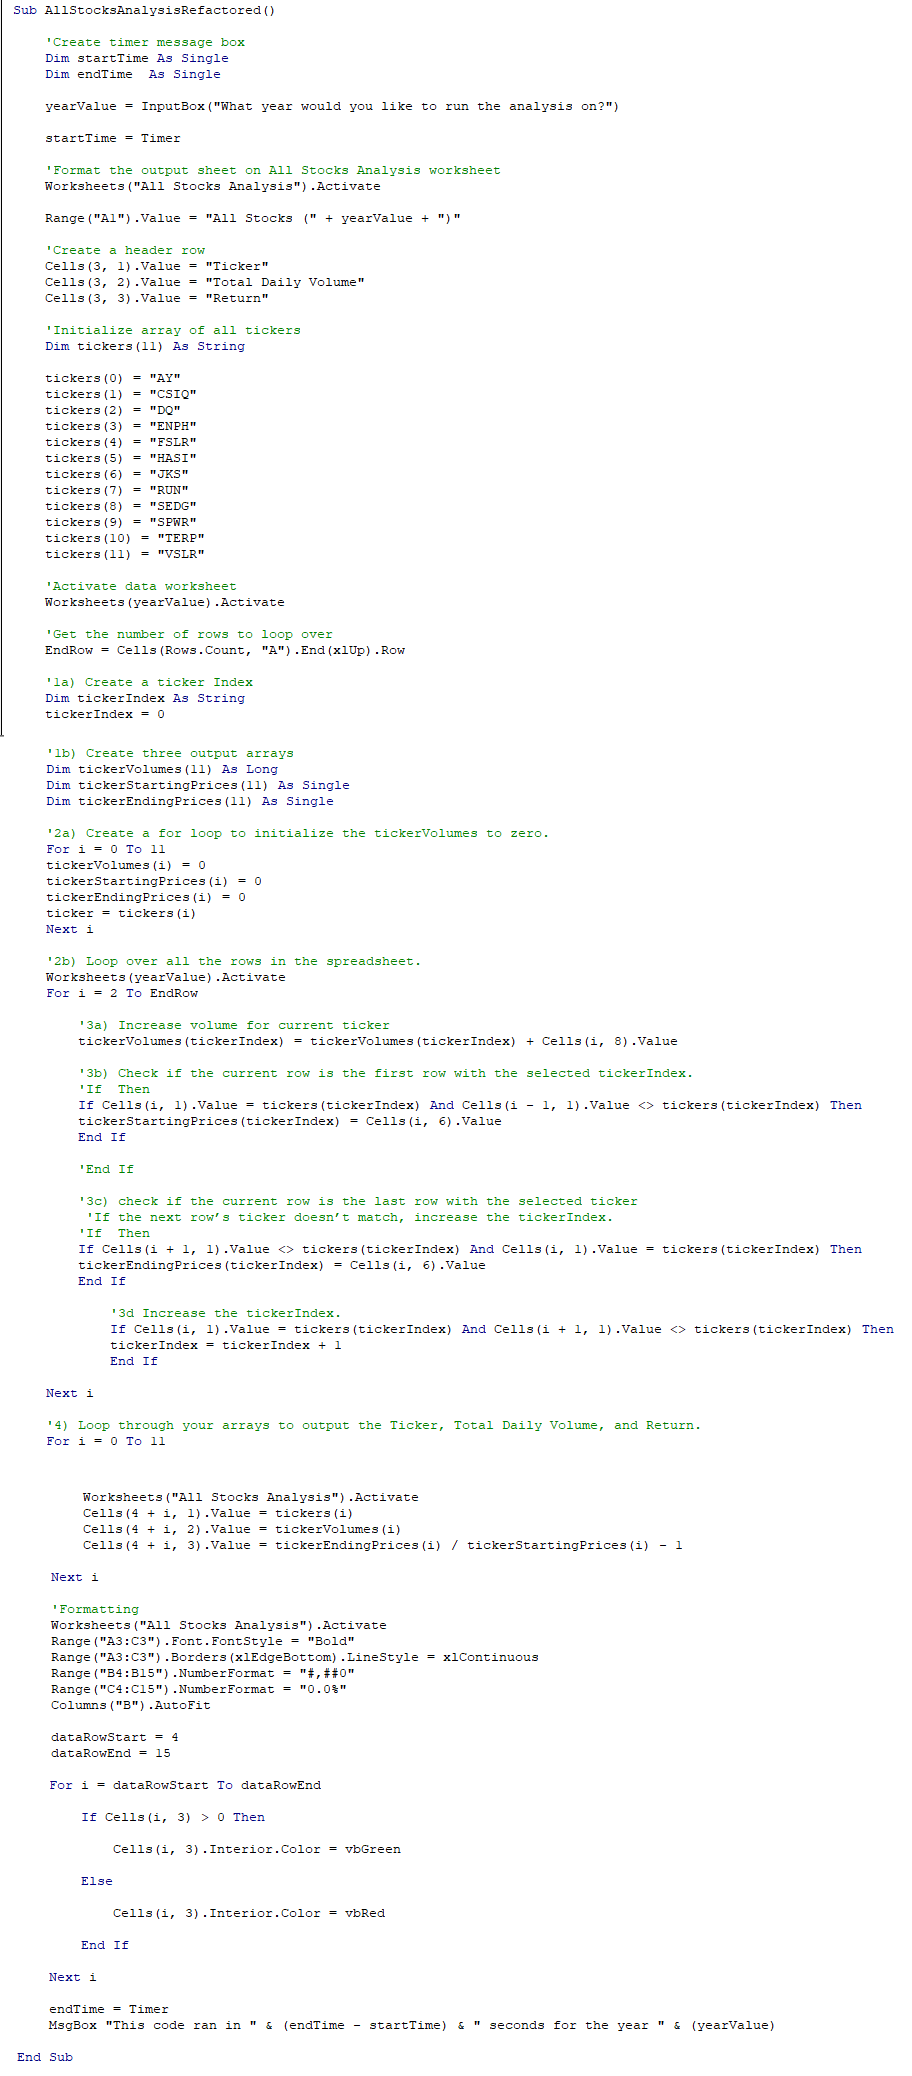 Sub AllStocksAnalysisRefactored()
'Create timer message box
Dim startTime As Single
Dim endTime  As Single
yearValue = InputBox("What year would you like to run the analysis on?")
startTime = Timer
'Format the output sheet on All Stocks Analysis worksheet
Worksheets("All Stocks Analysis").Activate
Range("A1").Value = "All Stocks (" + yearValue + ")"
'Create a header row
Cells(3, 1).Value = "Ticker"
Cells(3, 2).Value = "Total Daily Volume"
Cells(3, 3).Value = "Return"
'Initialize array of all tickers
Dim tickers(11) As String
tickers(0) = "AY"
tickers(1) = "CSIQ"
tickers(2) = "DQ"
tickers(3) = "ENPH"
tickers(4) = "FSLR"
tickers(5) = "HASI"
tickers(6) = "JKS"
tickers(7) = "RUN"
tickers(8) = "SEDG"
tickers(9) = "SPWR"
tickers(10) = "TERP"
tickers(11) = "VSLR"
'Activate data worksheet
Worksheets(yearValue).Activate
'Get the number of rows to loop over
EndRow = Cells(Rows.Count, "A").End(xlUp).Row
'1a) Create a ticker Index
Dim tickerIndex As String
tickerIndex = 0
'1b) Create three output arrays
Dim tickerVolumes(11) As Long
Dim tickerStartingPrices(11) As Single
Dim tickerEndingPrices(11) As Single
'2a) Create a for loop to initialize the tickerVolumes to zero.
For i = 0 To 11
tickerVolumes(i) = 0
tickerStartingPrices(i) = 0
tickerEndingPrices(i) = 0
ticker = tickers(i)
Next i
'2b) Loop over all the rows in the spreadsheet.
Worksheets(yearValue).Activate
For i = 2 To EndRow
'3a) Increase volume for current ticker
tickerVolumes(tickerIndex) = tickerVolumes(tickerIndex) + Cells(i, 8).Value
'3b) Check if the current row is the first row with the selected tickerIndex.
'If  Then
If Cells(i, 1).Value = tickers(tickerIndex) And Cells(i - 1, 1).Value <> tickers(tickerIndex) Then
tickerStartingPrices(tickerIndex) = Cells(i, 6).Value
End If
'End If
'3c) check if the current row is the last row with the selected ticker
'If the next row’s ticker doesn’t match, increase the tickerIndex.
'If  Then
If Cells(i + 1, 1).Value <> tickers(tickerIndex) And Cells(i, 1).Value = tickers(tickerIndex) Then
tickerEndingPrices(tickerIndex) = Cells(i, 6).Value
End If
'3d Increase the tickerIndex.
If Cells(i, 1).Value = tickers(tickerIndex) And Cells(i + 1, 1).Value <> tickers(tickerIndex) Then
tickerIndex = tickerIndex + 1
End If
Next i
'4) Loop through your arrays to output the Ticker, Total Daily Volume, and Return.
For i = 0 To 11
Worksheets("All Stocks Analysis").Activate
Cells(4 + i, 1).Value = tickers(i)
Cells(4 + i, 2).Value = tickerVolumes(i)
Cells(4 + i, 3).Value = tickerEndingPrices(i) / tickerStartingPrices(i) - 1
Next i
'Formatting
Worksheets("All Stocks Analysis").Activate
Range("A3:C3").Font.FontStyle = "Bold"
Range("A3:C3").Borders(xlEdgeBottom).LineStyle = xlContinuous
Range("B4:B15").NumberFormat = "#,##0"
Range("C4:C15").NumberFormat = "0.0%"
Columns("B").AutoFit
dataRowStart = 4
dataRowEnd = 15
For i = dataRowStart To dataRowEnd
If Cells(i, 3) > 0 Then
Cells(i, 3).Interior.Color = vbGreen
Else
Cells(i, 3).Interior.Color = vbRed
End If
Next i
endTime = Timer
MsgBox "This code ran in " & (endTime - startTime) & " seconds for the year " & (yearValue)
End Sub